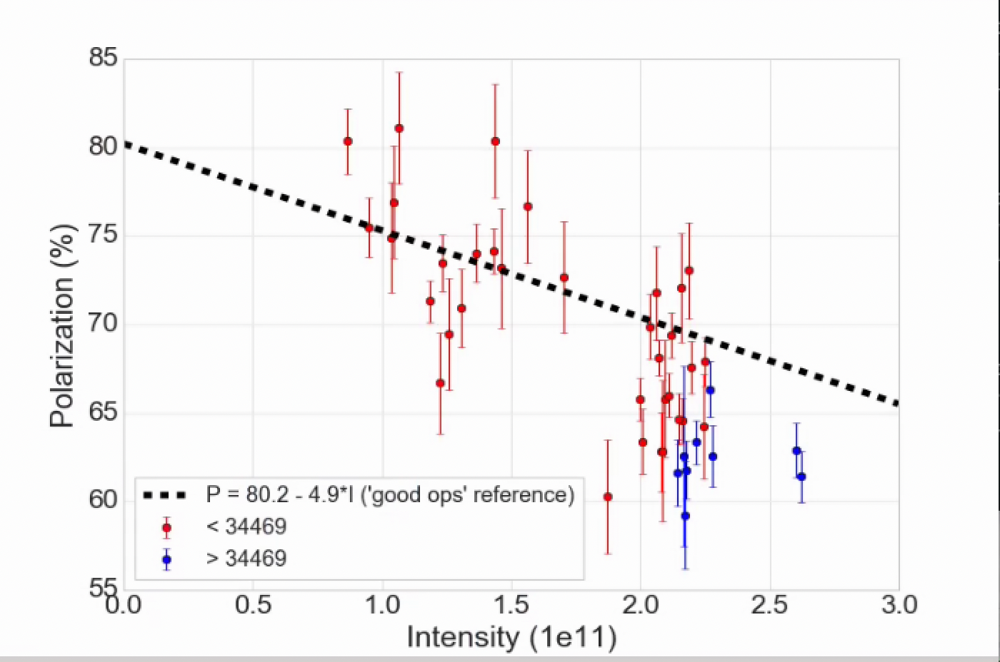 85
80
75
70
65
60
55
Polarization (%)
P = 80.2 - 4.9*I ('good ops' reference)
< 34469
> 34469
0.0 0.5 1.0 1.5 2.0 2.5 3.0
Intensity (1e11)